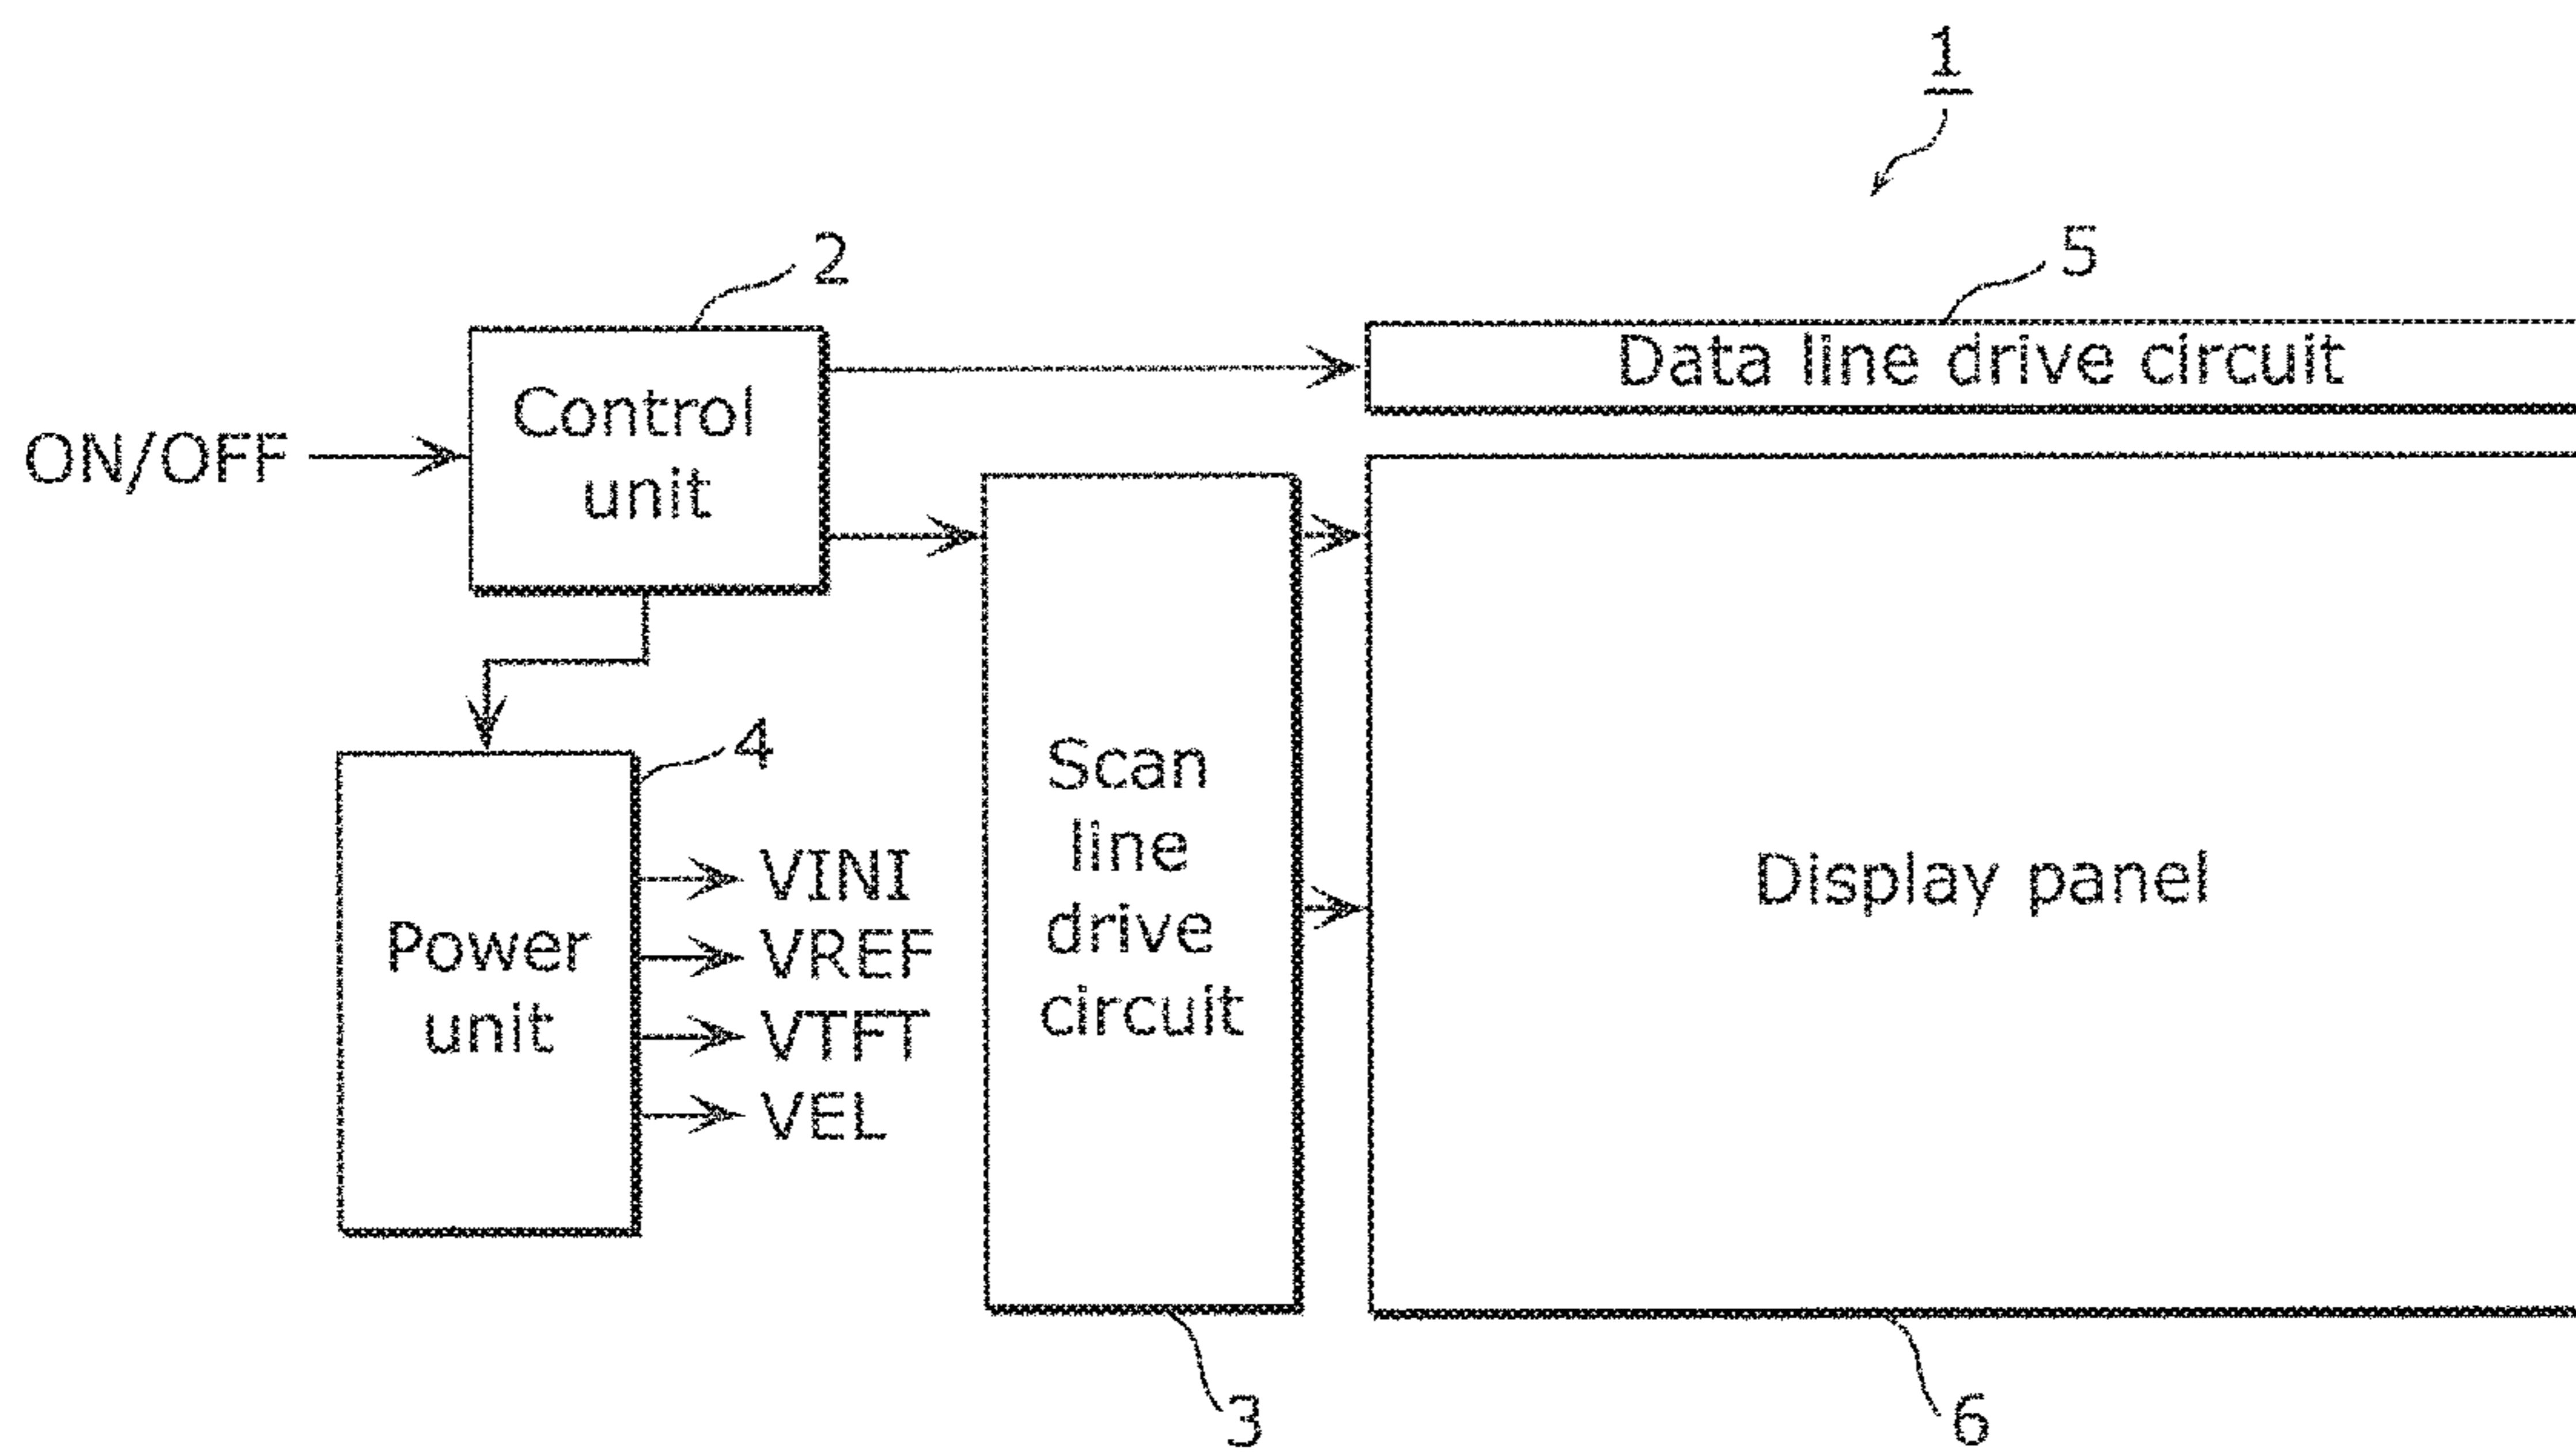 1
2
5
Data line drive circuit
Control
unit
ON/OFF
4
Scan
line
drive
circuit
Display panel
VINI
VREF
VTFT
VEL
Power
unit
3
6